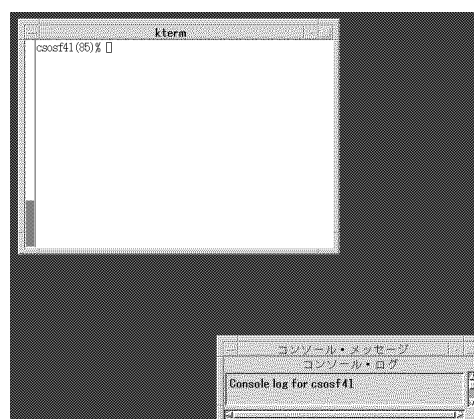 kterm
csosf41(85)%
コンソール・メッセージ
コンソール・ログ
Console log for csosf41